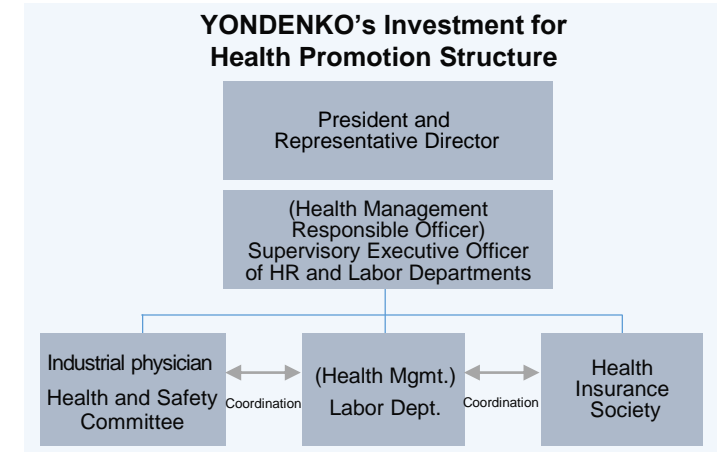 YONDENKO’s Investment for
Health Promotion Structure
President and
Representative Director
(Health Management
Responsible Officer)
Supervisory Executive Officer
of HR and Labor Departments
Industrial physician
Health and Safety
Committee
Coordination
(Health Mgmt.)
Labor Dept.
Coordination
Health
Insurance
Society